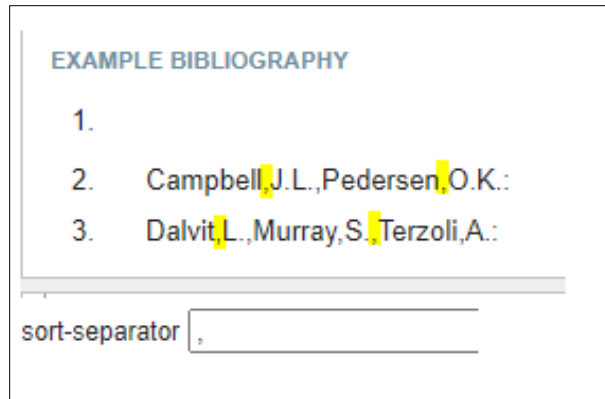 EXAMPLE BIBLIOGRAPHY
1.
2. Campbell,J.L.,Pedersen,O.K.:
3. Dalvit,L.,Murray,S.,Terzoli,A.:
sort-separator ,